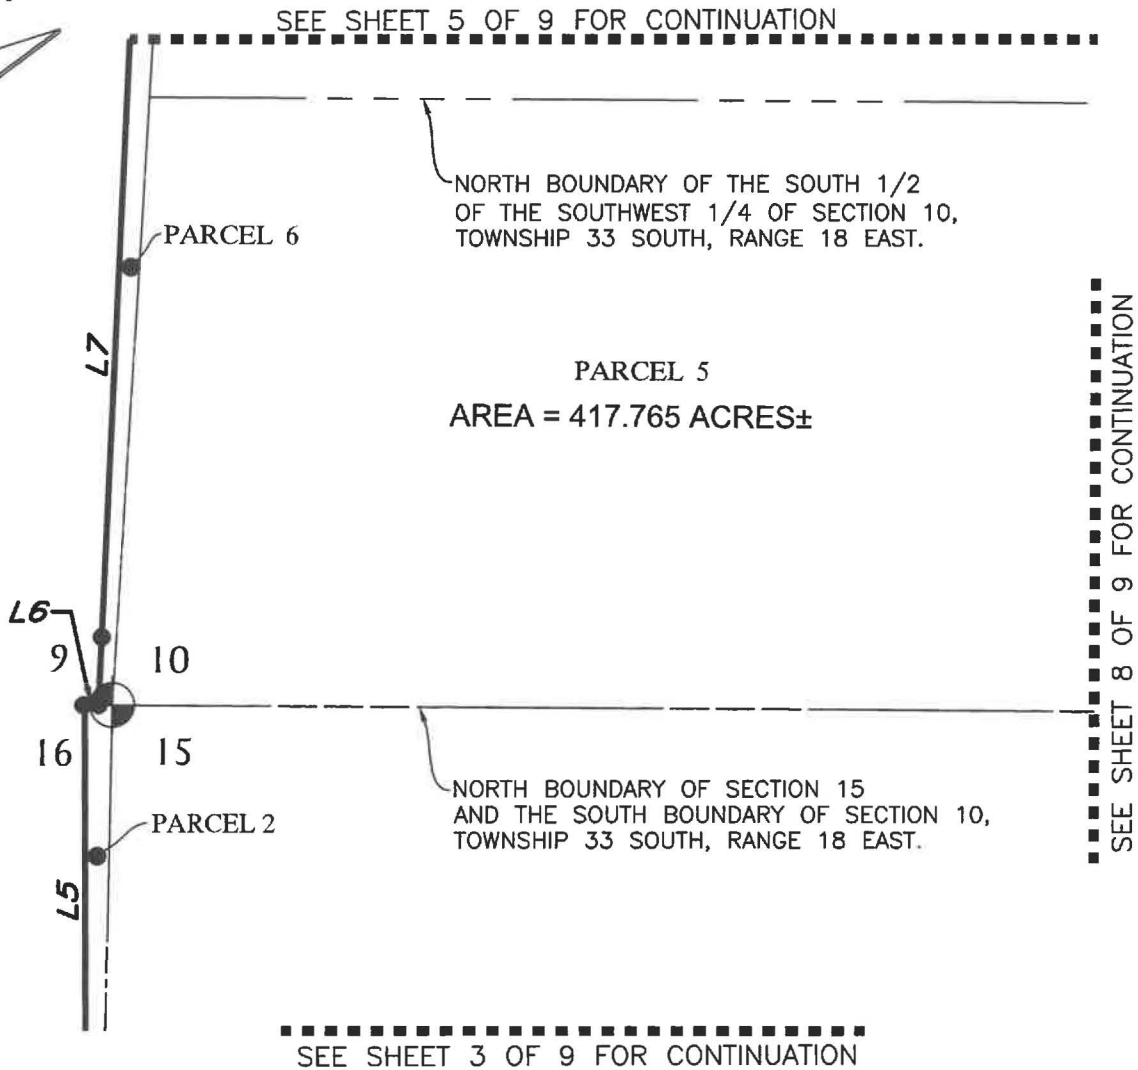 SEE SHEET 5 OF 9 FOR CONTINUATION
NORTH BOUNDARY OF THE SOUTH 1/2
OF THE SOUTHWEST 1/4 OF SECTION 10,
TOWNSHIP 33 SOUTH, RANGE 18 EAST.
PARCEL 6
L7
PARCEL 5
AREA = 417.765 ACRES±
SEE SHEET 8 OF 9 FOR CONTINUATION
L6
9
10
16
15
NORTH BOUNDARY OF SECTION 15
AND THE SOUTH BOUNDARY OF SECTION 10,
TOWNSHIP 33 SOUTH, RANGE 18 EAST.
PARCEL 2
L5
SEE SHEET 3 OF 9 FOR CONTINUATION